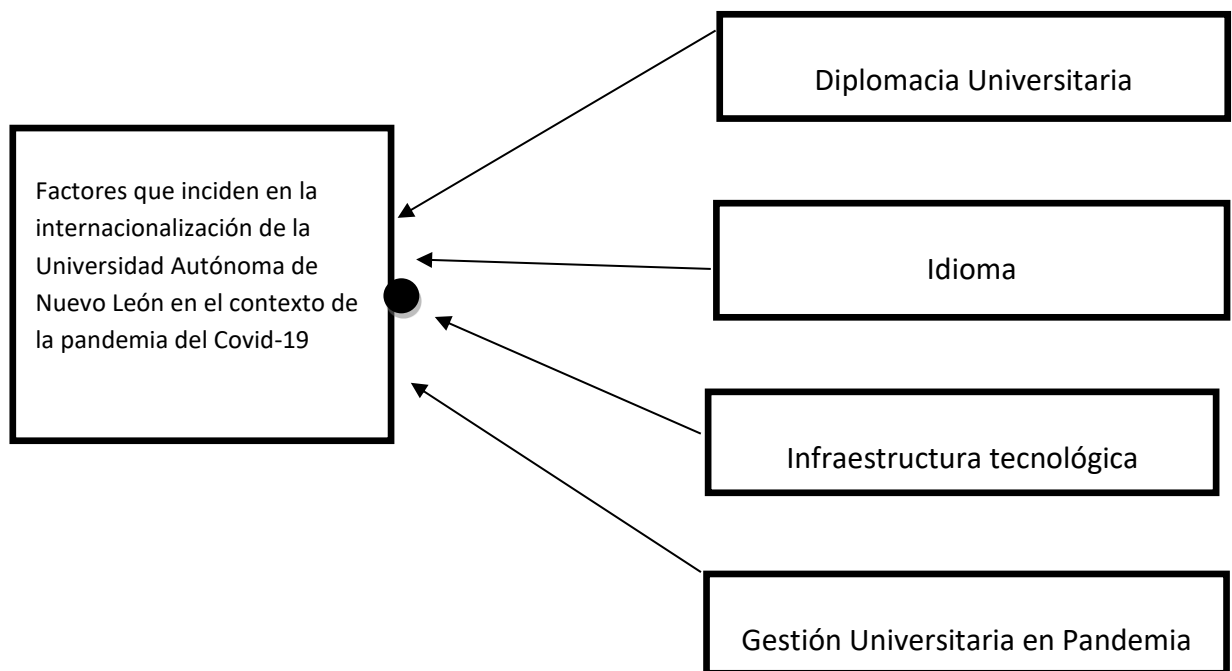 Diplomacia Universitaria
Factores que inciden en la
internacionalización de la
Universidad Autónoma de
Nuevo León en el contexto de
la pandemia del Covid-19
Idioma
Infraestructura tecnológica
Gestión Universitaria en Pandemia